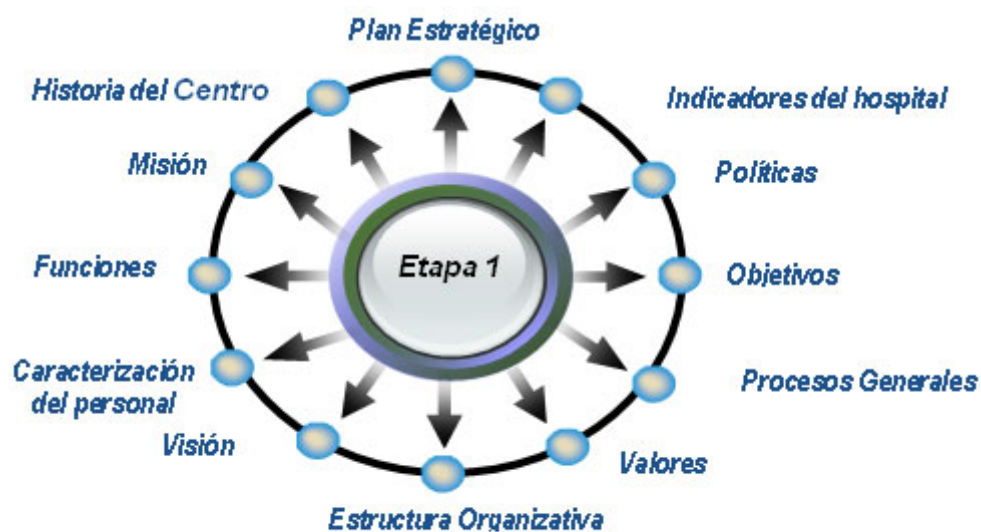 Plan Estratégico
Historia del Centro
Indicadores del hospital
Misión
Políticas
Funciones
Etapa 1
Objetivos
Caracterización
del personal
Procesos Generales
Visión
Valores
Estructura Organizativa